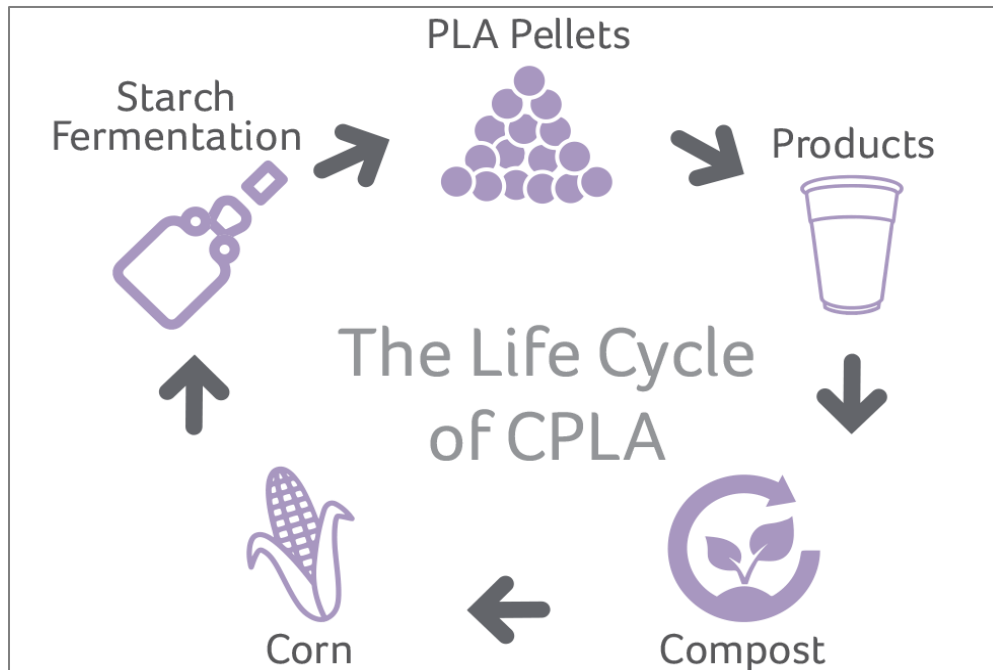 PLA Pellets
Starch
Fermentation
Products
The Life Cycle
of CPLA
Corn
Compost